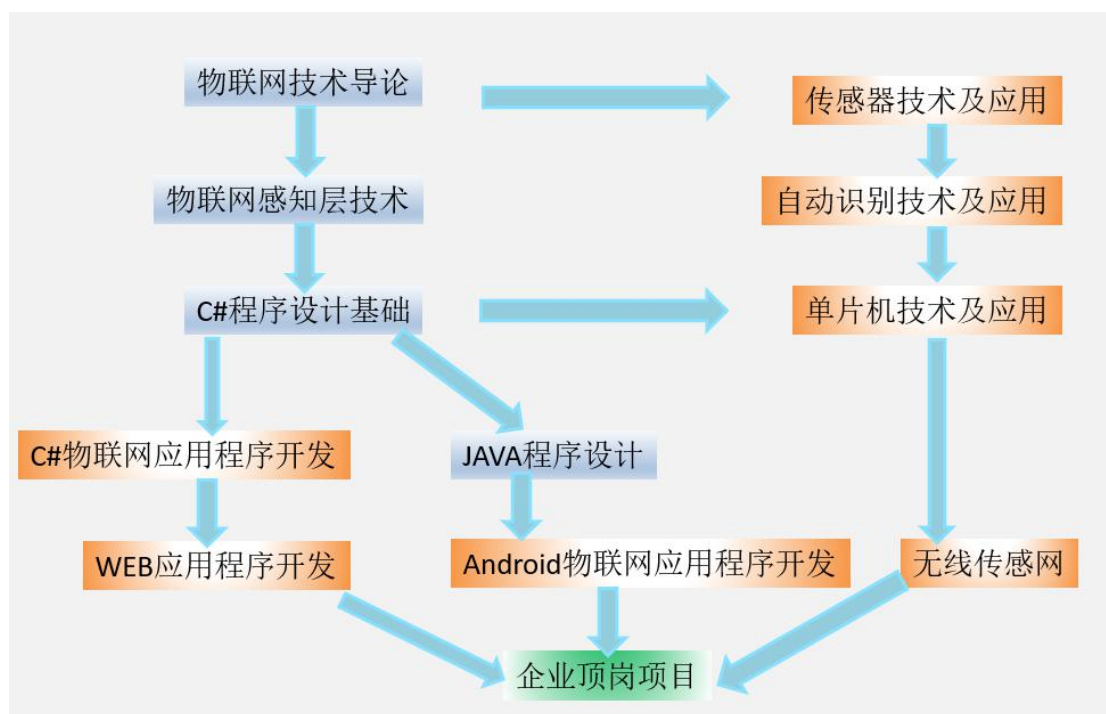 物联网技术导论
传感器技术及应用
物联网感知层技术
自动识别技术及应用
C#程序设计基础
单片机技术及应用
C#物联网应用程序开发
JAVA程序设计
WEB应用程序开发
Android物联网应用程序开发
无线传感网
企业顶岗项目